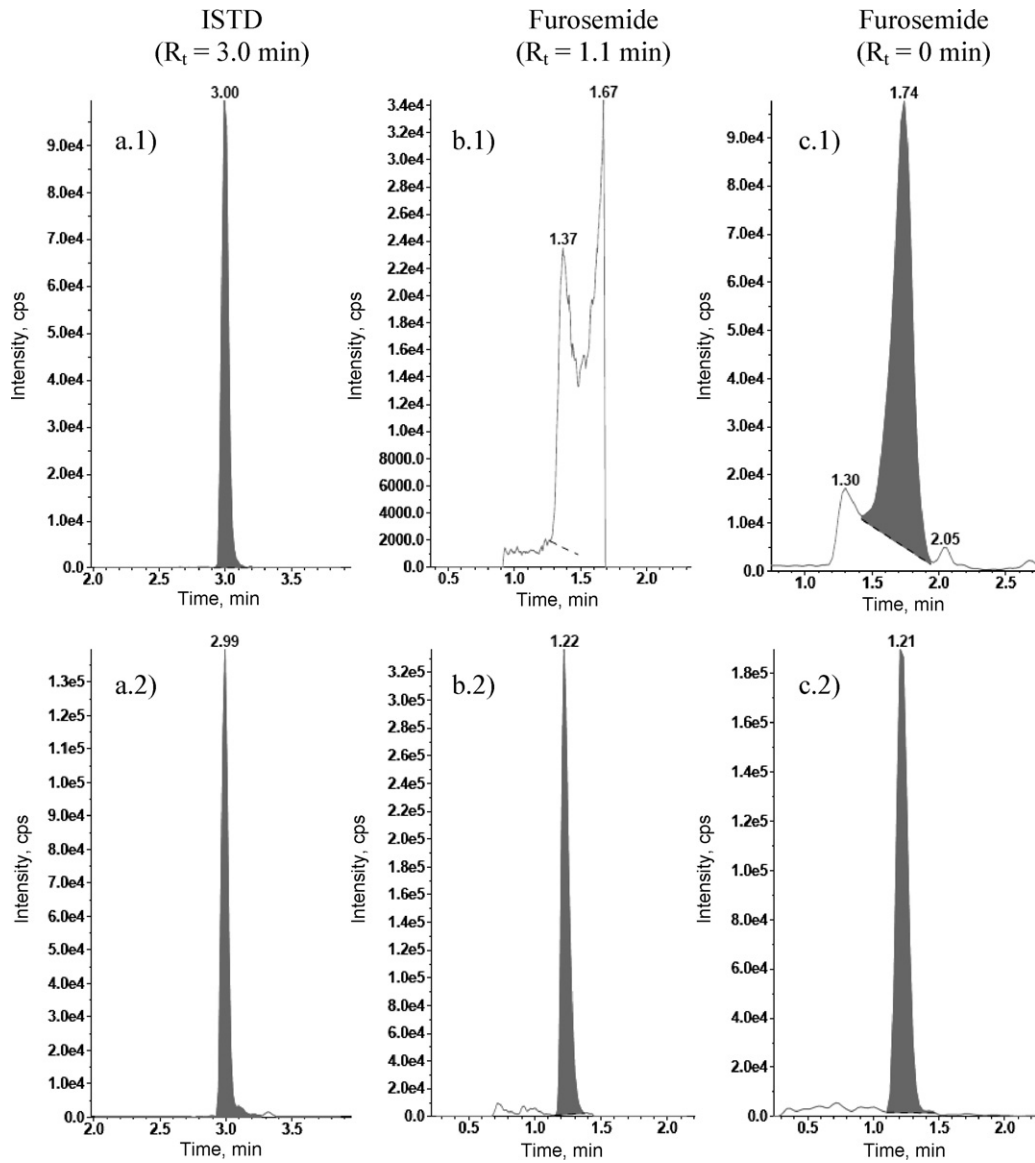 ISTD
(Rt = 3.0 min)
Furosemide
(Rt = 1.1 min)
Furosemide
(Rt = 0 min)
a.1)
3.00
Intensity, cps
9.0e4
8.0e4
7.0e4
6.0e4
5.0e4
4.0e4
3.0e4
2.0e4
1.0e4
0.0
2.0 2.5 3.0 3.5
Time, min
b.1)
1.67
1.37
Intensity, cps
3.4e4
3.2e4
3.0e4
2.8e4
2.6e4
2.4e4
2.2e4
2.0e4
1.8e4
1.6e4
1.4e4
1.2e4
1.0e4
8000.0
6000.0
4000.0
2000.0
0.0
0.5 1.0 1.5 2.0
Time, min
c.1)
1.74
1.30
2.05
Intensity, cps
9.0e4
8.0e4
7.0e4
6.0e4
5.0e4
4.0e4
3.0e4
2.0e4
1.0e4
0.0
1.0 1.5 2.0 2.5
Time, min
a.2)
2.99
Intensity, cps
1.3e5
1.2e5
1.1e5
1.0e5
9.0e4
8.0e4
7.0e4
6.0e4
5.0e4
4.0e4
3.0e4
2.0e4
1.0e4
0.0
2.0 2.5 3.0 3.5
Time, min
b.2)
1.22
Intensity, cps
3.2e5
3.0e5
2.8e5
2.6e5
2.4e5
2.2e5
2.0e5
1.8e5
1.6e5
1.4e5
1.2e5
1.0e5
8.0e4
6.0e4
4.0e4
2.0e4
0.0
0.5 1.0 1.5 2.0
Time, min
c.2)
1.21
Intensity, cps
1.8e5
1.6e5
1.4e5
1.2e5
1.0e5
8.0e4
6.0e4
4.0e4
2.0e4
0.0
0.5 1.0 1.5 2.0
Time, min